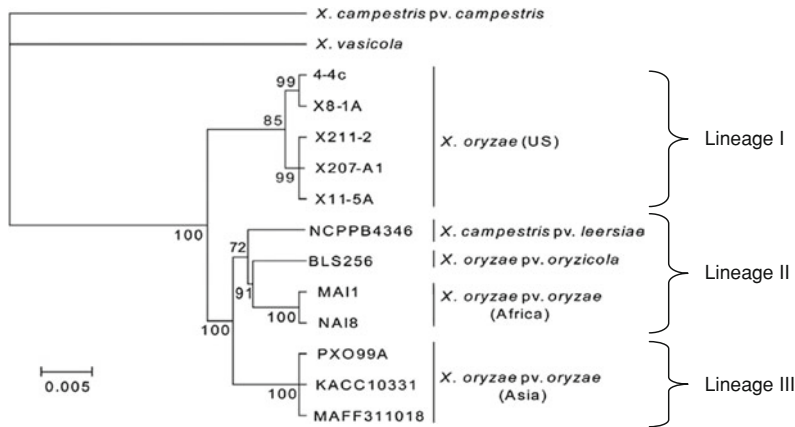 X. campestris pv. campestris
X. vasicola
99
4-4c
X8-1A
85
X. oryzae (US)
Lineage I
X211-2
X207-A1
99
X11-5A
100
NCPPB4346
X. campestris pv. leersiae
72
BLS256
X. oryzae pv. oryzicola
Lineage II
91
MAI1
X. oryzae pv. oryzae
(Africa)
100
NAI8
100
PXO99A
0.005
KACC10331
X. oryzae pv. oryzae
(Asia)
Lineage III
100
MAFF311018